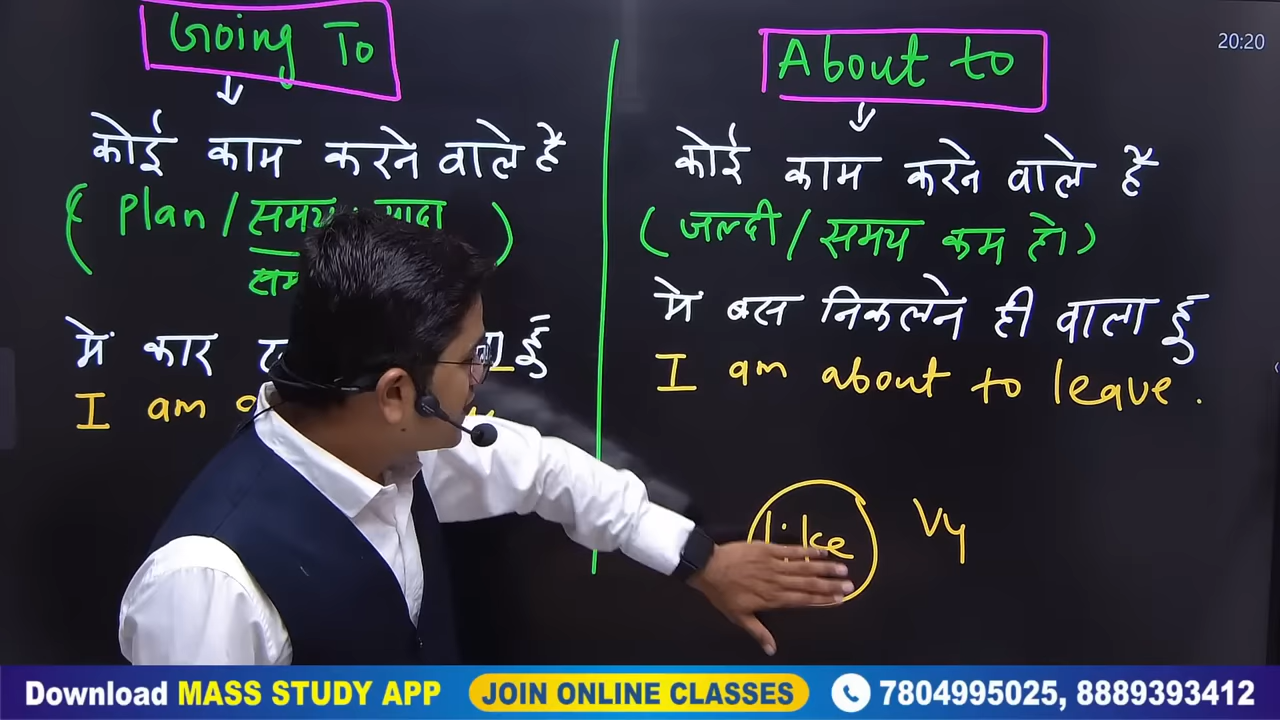 Going To
कोई काम करने वाले है
( Plan / समय )
में कार हूँ
I am
About to
कोई काम करने वाले है
( जल्दी / समय कम हो )
में बस निकलने ही वाला हूं
I am about to leave .
like V4
20:20
Download MASS STUDY APP JOIN ONLINE CLASSES 7804995025, 8889393412